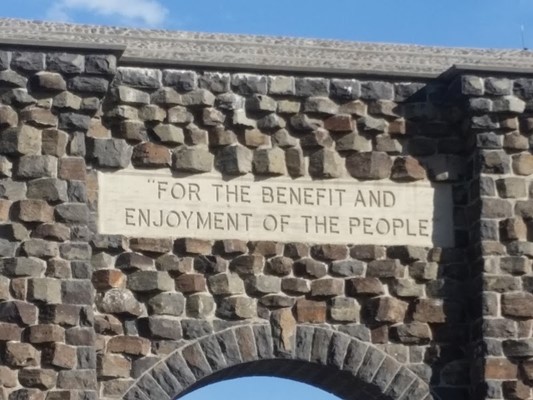 "FOR THE BENEFIT AND
ENJOYMENT OF THE PEOPLE"